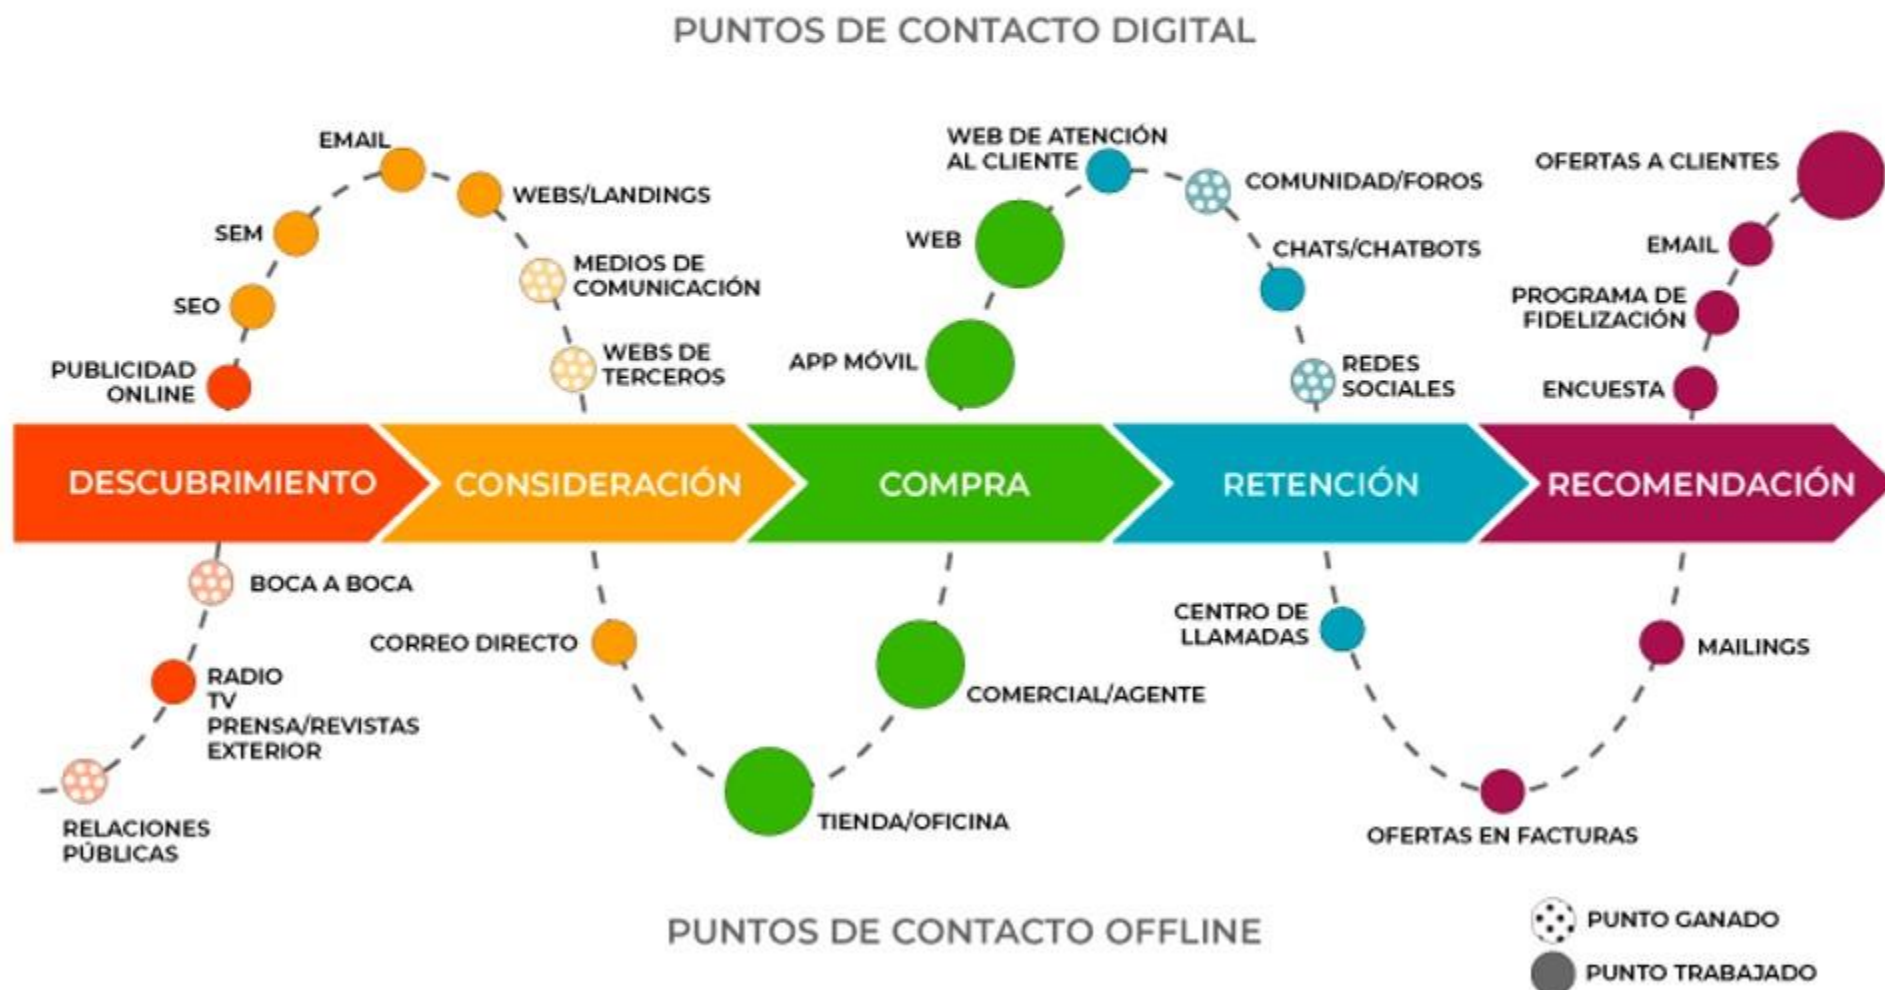 PUNTOS DE CONTACTO DIGITAL
EMAIL
WEBS/LANDINGS
SEM
MEDIOS DE
COMUNICACIÓN
SEO
WEBS DE
TERCEROS
PUBLICIDAD
ONLINE
WEB DE ATENCIÓN
AL CLIENTE
COMUNIDAD/FOROS
WEB
CHATS/CHATBOTS
APP MÓVIL
REDES
SOCIALES
OFERTAS A CLIENTES
EMAIL
PROGRAMA DE
FIDELIZACIÓN
ENCUESTA
DESCUBRIMIENTO
CONSIDERACIÓN
COMPRA
RETENCIÓN
RECOMENDACIÓN
BOCA A BOCA
RADIO
TV
PRENSA/REVISTAS
EXTERIOR
RELACIONES
PÚBLICAS
CORREO DIRECTO
COMERCIAL/AGENTE
TIENDA/OFICINA
CENTRO DE
LLAMADAS
MAILINGS
OFERTAS EN FACTURAS
PUNTOS DE CONTACTO OFFLINE
PUNTO GANADO
PUNTO TRABAJADO